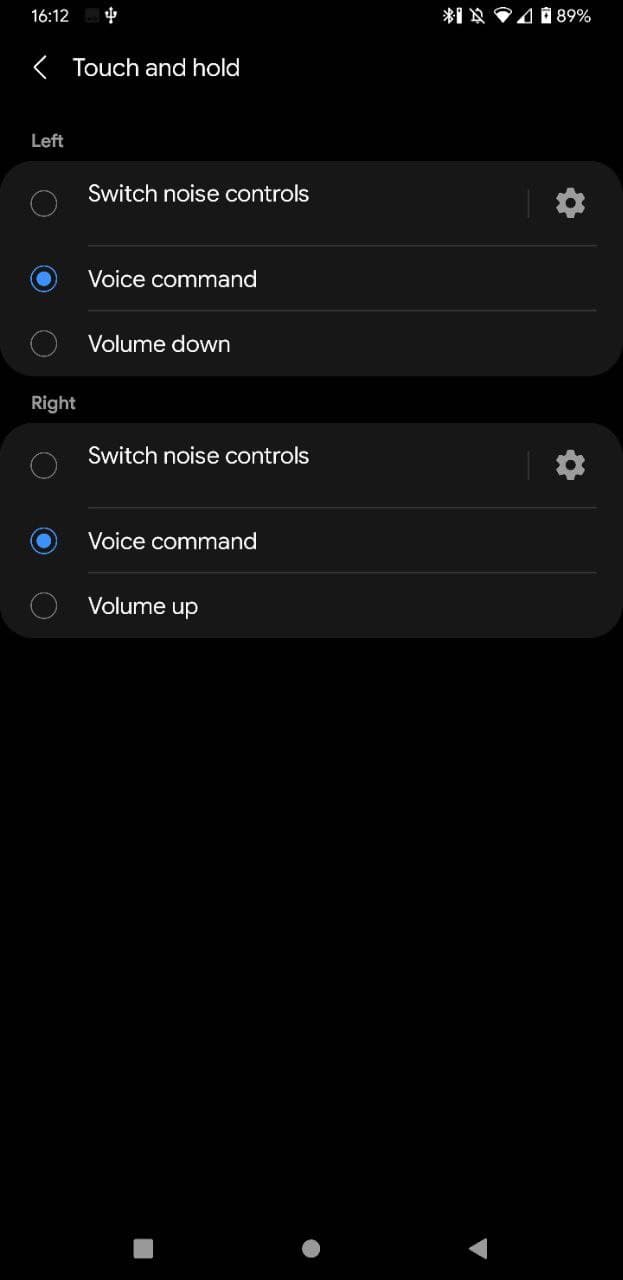 16:12
89%
Touch and hold
Left
Switch noise controls
Voice command
Volume down
Right
Switch noise controls
Voice command
Volume up